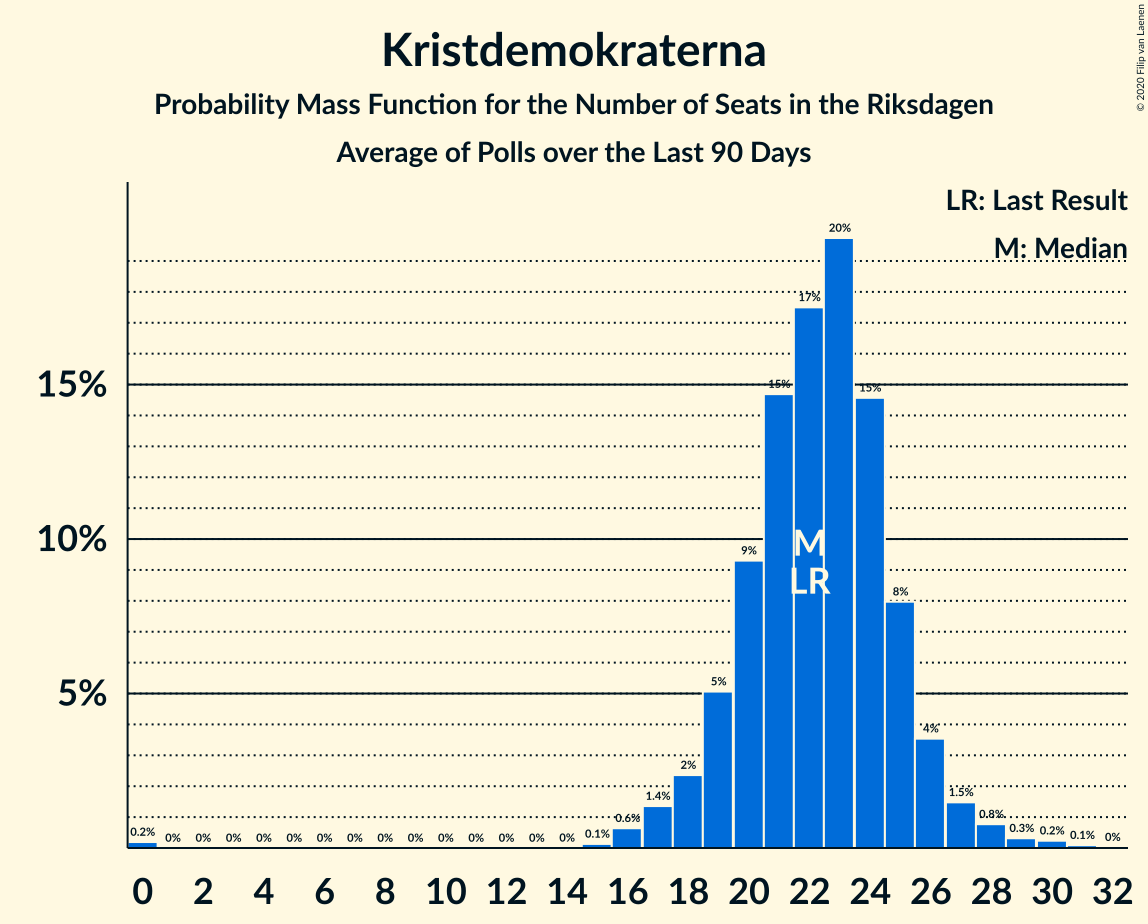 Kristdemokraterna
Probability Mass Function for the Number of Seats in the Riksdagen
Average of Polls over the Last 90 Days
© 2020 Filip van Laenen
LR: Last Result
M: Median
15%
10%
5%
0.2% 0% 0% 0% 0% 0% 0% 0% 0% 0% 0% 0% 0% 0% 0% 0.1% 0.6% 1.4% 2% 5% 9% 15% 17% 20% 15% 8% 4% 1.5% 0.8% 0.3% 0.2% 0.1% 0%
M
LR
0 2 4 6 8 10 12 14 16 18 20 22 24 26 28 30 32